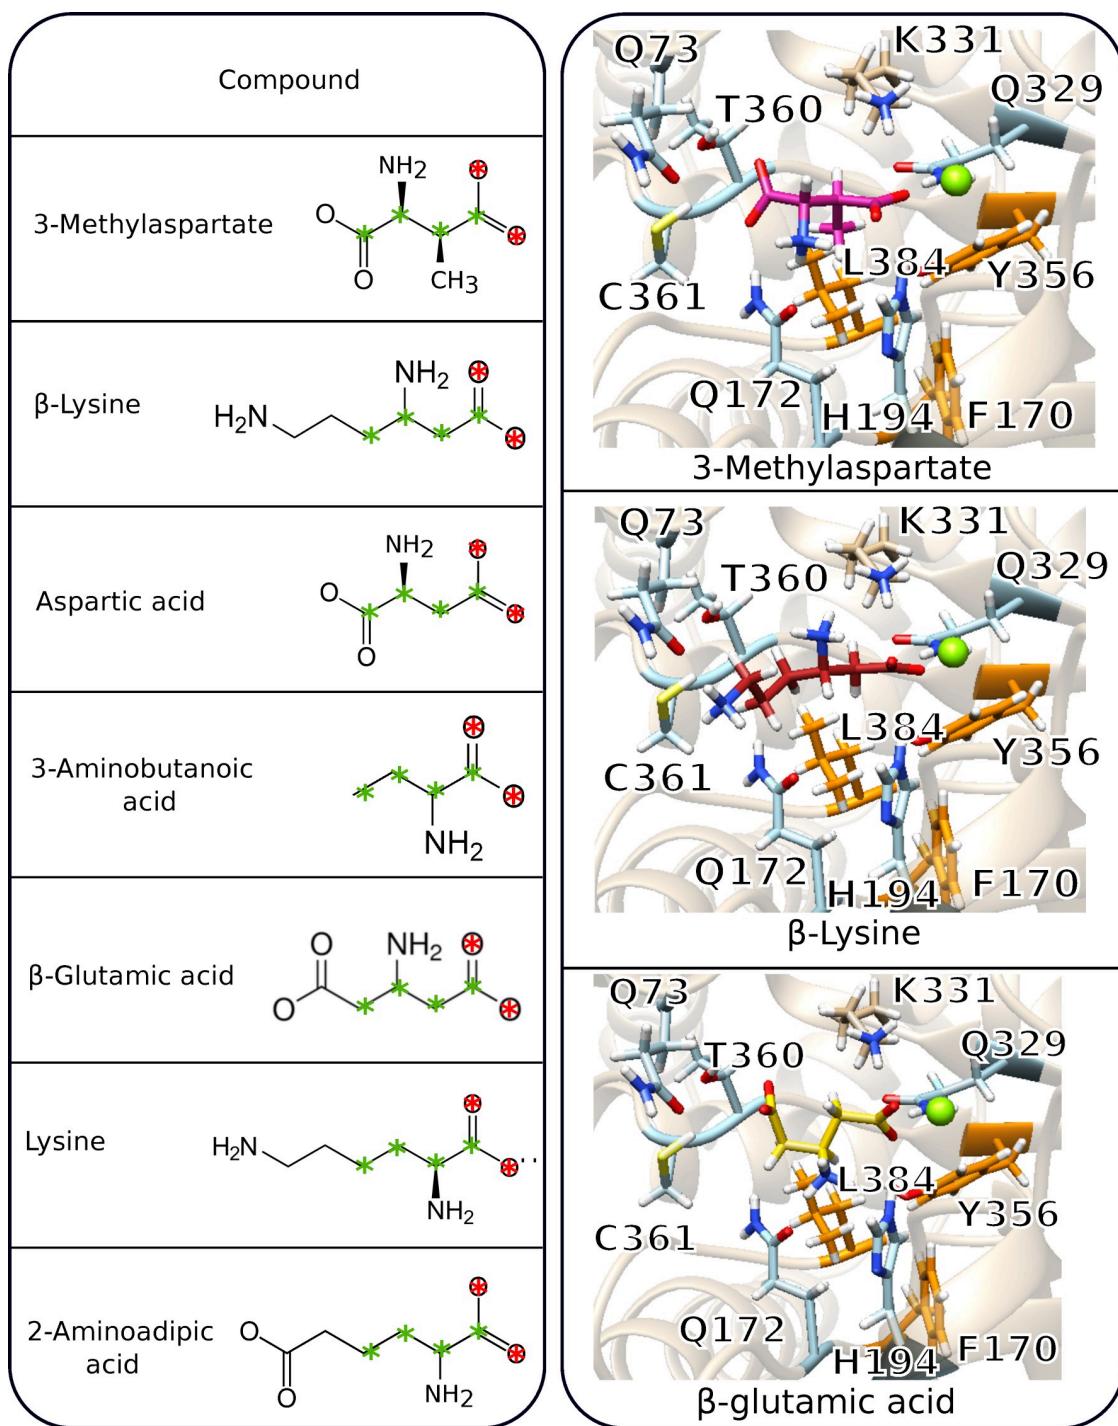 Compound
3-Methylaspartate
NH2
O
O
CH3
β-Lysine
NH2
H2N
Aspartic acid
NH2
O
O
3-Aminobutanoic
acid
NH2
β-Glutamic acid
O
NH2
O
Lysine
H2N
NH2
2-Aminoadipic
acid
O
O
NH2
Q73
K331
T360
Q329
L384
Y356
C361
Q172
H194
F170
3-Methylaspartate
Q73
K331
T360
Q329
L384
Y356
C361
Q172
H194
F170
β-Lysine
Q73
K331
T360
Q329
L384
Y356
C361
Q172
H194
F170
β-glutamic acid